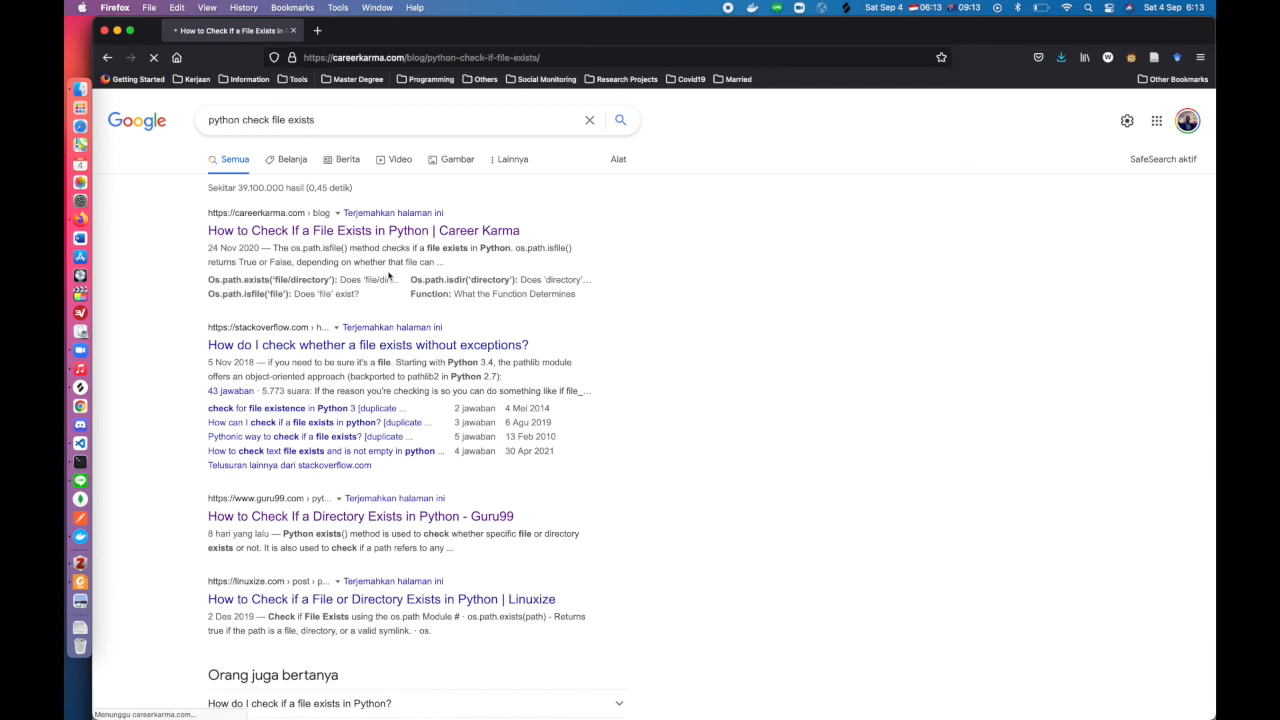 Firefox File Edit View History Bookmarks Tools Window Help Sat Sep 4 06:13 09:13 Sat 4 Sep 6:13
How to Check If a File Exists In
https://careerkarma.com/blog/python-check-if-file-exists/
Getting Started Kerjaan Information Tools Master Degree Programming Others Social Monitoring Research Projects Covid19 Married Other Bookmarks
Google python check file exists
Semua Belanja Berita Video Gambar Lainnya Alat SafeSearch aktif
Sekitar 39.100.000 hasil (0,45 detik)
https://careerkarma.com › blog Terjemahkan halaman ini
How to Check If a File Exists in Python | Career Karma
24 Nov 2020 — The os.path.isfile() method checks if a file exists in Python. os.path.isfile()
returns True or False, depending on whether that file can ...
Os.path.exists('file/directory'): Does 'file/dir... Os.path.isdir('directory'): Does 'directory'...
Os.path.isfile('file'): Does 'file' exist? Function: What the Function Determines
https://stackoverflow.com › h... Terjemahkan halaman ini
How do I check whether a file exists without exceptions?
5 Nov 2018 — if you need to be sure it's a file. Starting with Python 3.4, the pathlib module
offers an object-oriented approach (backported to pathlib2 in Python 2.7):
43 jawaban · 5.773 suara: If the reason you're checking is so you can do something like if file_...
check for file existence in Python 3 [duplicate ... 2 jawaban 4 Mei 2014
How can I check if a file exists in python? [duplicate ... 3 jawaban 6 Agu 2019
Pythonic way to check if a file exists? [duplicate ... 5 jawaban 13 Feb 2010
How to check text file exists and is not empty in python ... 4 jawaban 30 Apr 2021
Telusuran lainnya dari stackoverflow.com
https://www.guru99.com › pyt... Terjemahkan halaman ini
How to Check If a Directory Exists in Python - Guru99
8 hari yang lalu — Python exists() method is used to check whether specific file or directory
exists or not. It is also used to check if a path refers to any ...
https://linuxize.com › post › p... Terjemahkan halaman ini
How to Check if a File or Directory Exists in Python | Linuxize
2 Des 2019 — Check if File Exists using the os.path Module # · os.path.exists(path) - Returns
true if the path is a file, directory, or a valid symlink. · os.
Orang juga bertanya
How do I check if a file exists in Python?
Menunggu careerkarma.com...